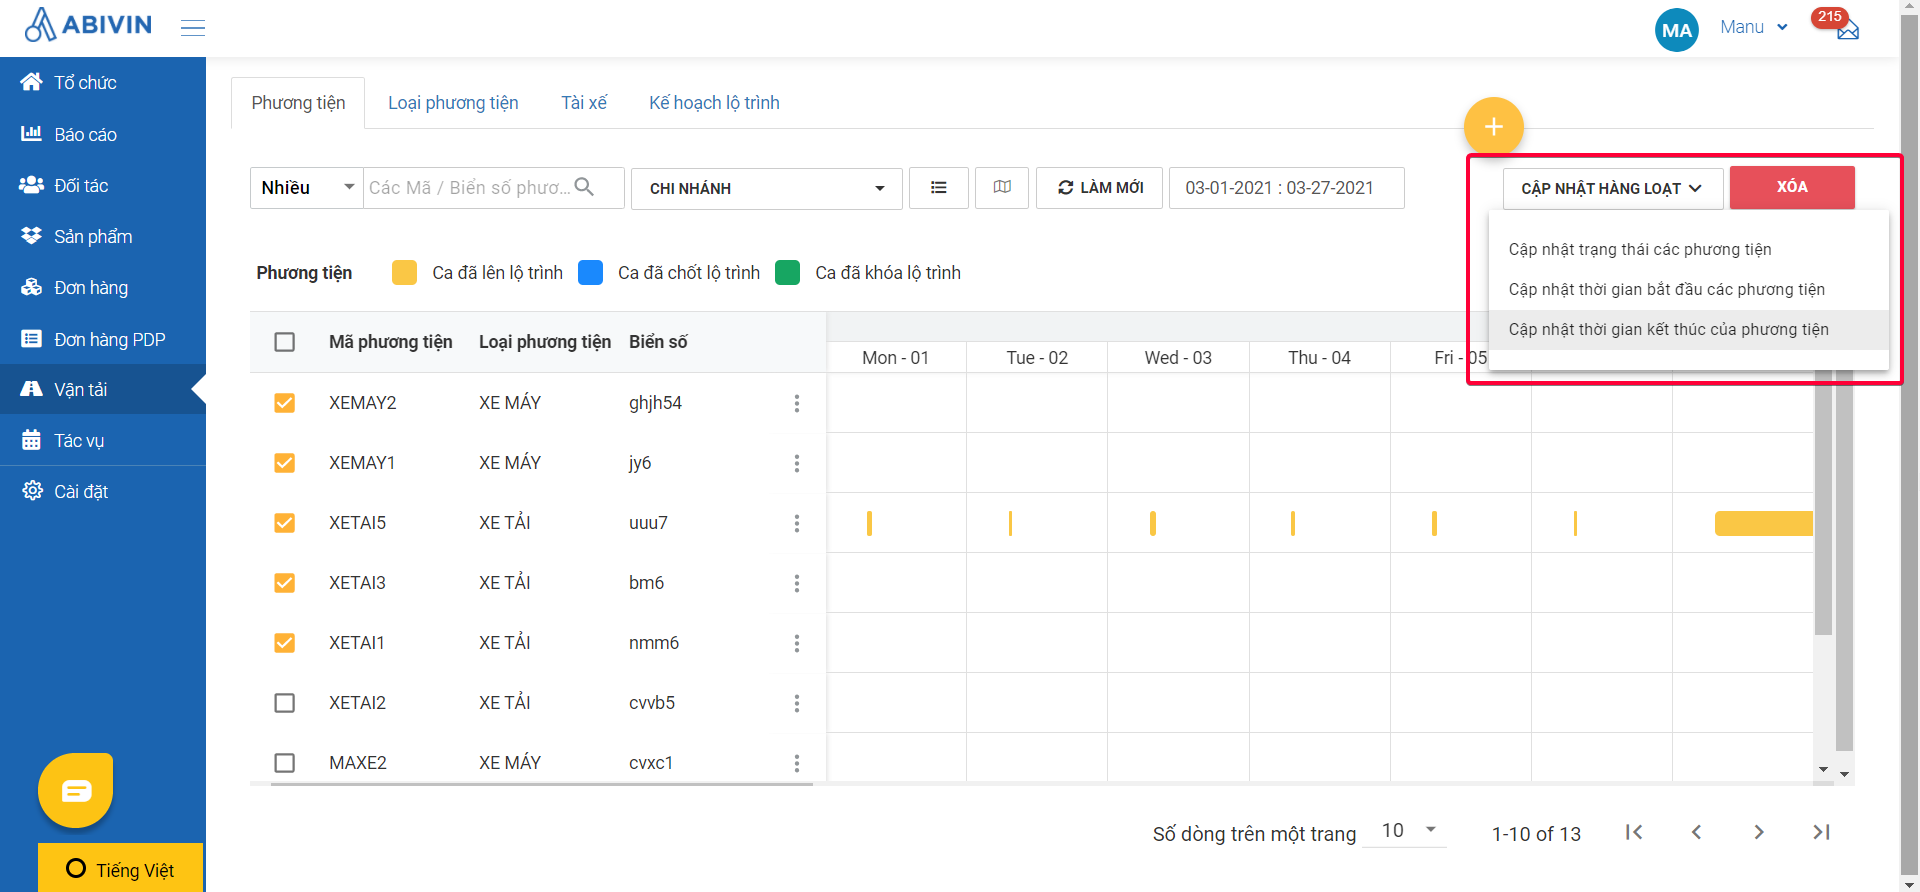 ABIVIN
MA
Manu
215
Tổ chức
Báo cáo
Đối tác
Sản phẩm
Đơn hàng
Đơn hàng PDP
Vận tải
Tác vụ
Cài đặt
Tiếng Việt
Phương tiện
Loại phương tiện
Tài xế
Kế hoạch lộ trình
+
Nhiều
Các Mã / Biển số phươ...
CHI NHÁNH
LÀM MỚI
03-01-2021 : 03-27-2021
CẬP NHẬT HÀNG LOẠT
XÓA
Cập nhật trạng thái các phương tiện
Cập nhật thời gian bắt đầu các phương tiện
Cập nhật thời gian kết thúc của phương tiện
Phương tiện
Ca đã lên lộ trình
Ca đã chốt lộ trình
Ca đã khóa lộ trình
Mã phương tiện Loại phương tiện Biển số
Mon - 01 Tue - 02 Wed - 03 Thu - 04 Fri - 05
XEMAY2 XE MÁY ghjh54
XEMAY1 XE MÁY jy6
XETAI5 XE TẢI uuu7
XETAI3 XE TẢI bm6
XETAI1 XE TẢI nmm6
XETAI2 XE TẢI cvvb5
MAXE2 XE MÁY cvxc1
Số dòng trên một trang 10 1-10 of 13